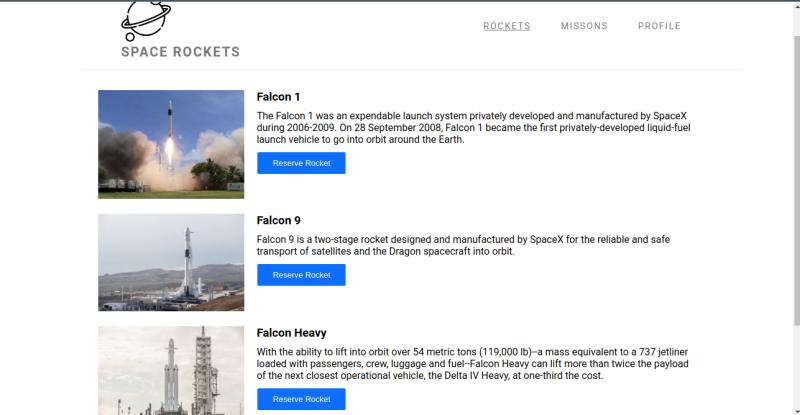 ROCKETS
MISSONS
PROFILE
SPACE ROCKETS
Falcon 1
The Falcon 1 was an expendable launch system privately developed and manufactured by SpaceX
during 2006-2009. On 28 September 2008, Falcon 1 became the first privately-developed liquid-fuel
launch vehicle to go into orbit around the Earth.
Reserve Rocket
Falcon 9
Falcon 9 is a two-stage rocket designed and manufactured by SpaceX for the reliable and safe
transport of satellites and the Dragon spacecraft into orbit.
Reserve Rocket
Falcon Heavy
With the ability to lift into orbit over 54 metric tons (119,000 lb)--a mass equivalent to a 737 jetliner
loaded with passengers, crew, luggage and fuel--Falcon Heavy can lift more than twice the payload
of the next closest operational vehicle, the Delta IV Heavy, at one-third the cost.
Reserve Rocket